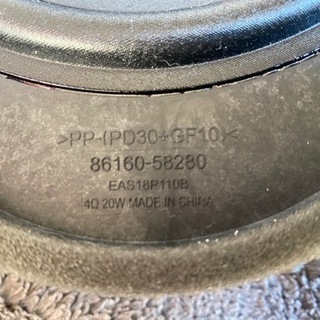 >PP-(PD30+GF10)<
86160-58280
EAS18P110B
4Ω 20W MADE IN CHINA